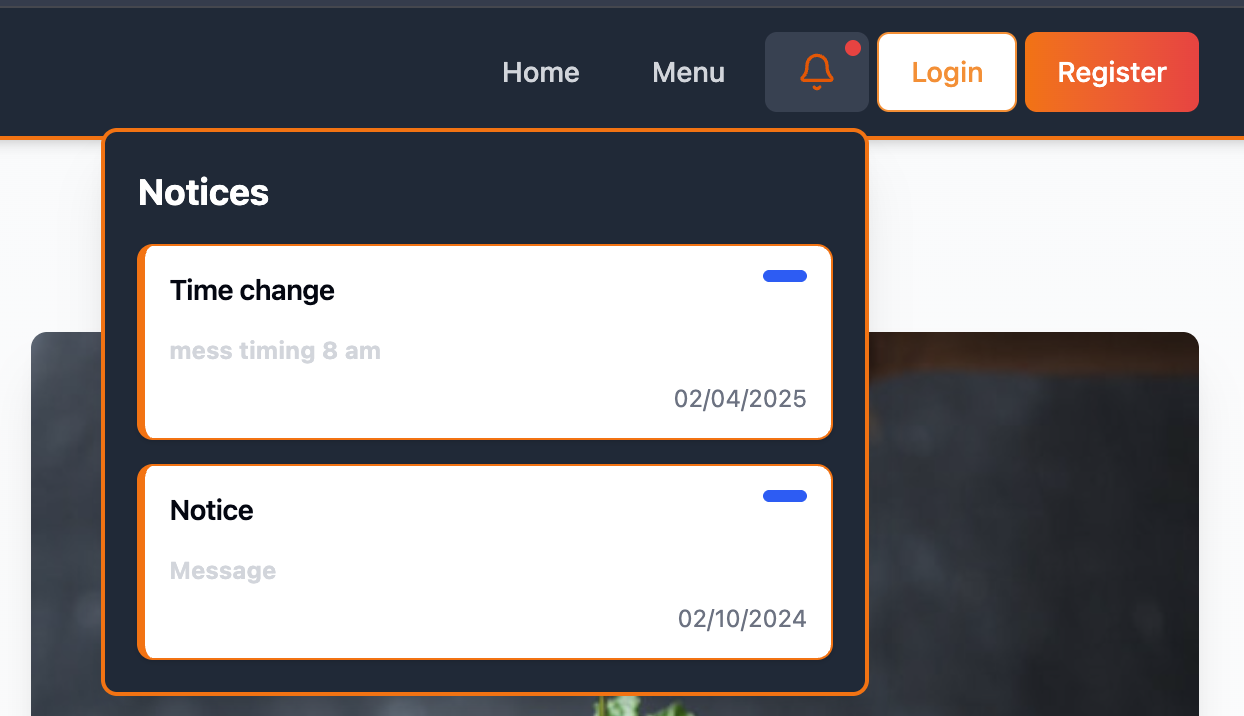 Home Menu Login Register
Notices
Time change
mess timing 8 am
02/04/2025
Notice
Message
02/10/2024